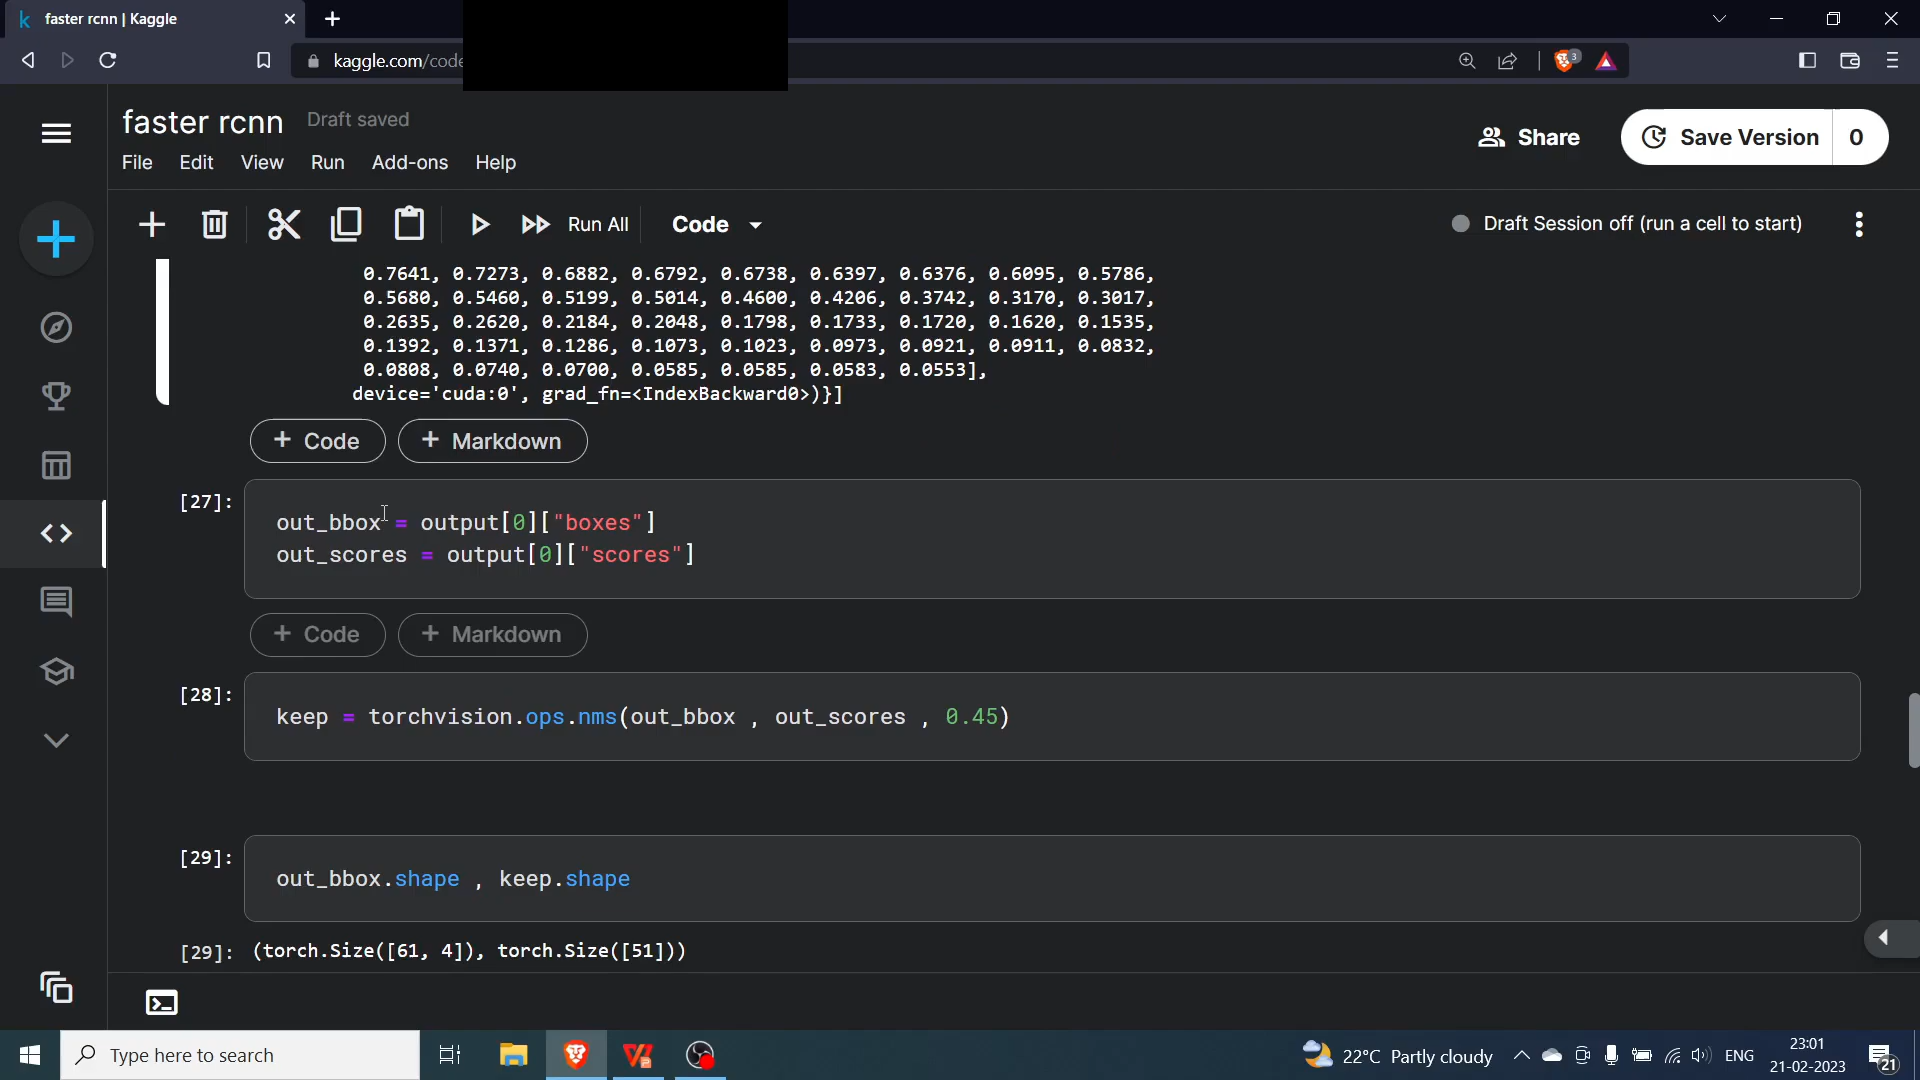 faster rcnn | Kaggle
kaggle.com/code
3
faster rcnn Draft saved
File Edit View Run Add-ons Help
Share
Save Version 0
Run All
Code
Draft Session off (run a cell to start)
0.7641, 0.7273, 0.6882, 0.6792, 0.6738, 0.6397, 0.6376, 0.6095, 0.5786,
0.5680, 0.5460, 0.5199, 0.5014, 0.4600, 0.4206, 0.3742, 0.3170, 0.3017,
0.2635, 0.2620, 0.2184, 0.2048, 0.1798, 0.1733, 0.1720, 0.1620, 0.1535,
0.1392, 0.1371, 0.1286, 0.1073, 0.1023, 0.0973, 0.0921, 0.0911, 0.0832,
0.0808, 0.0740, 0.0700, 0.0585, 0.0585, 0.0583, 0.0553],
device='cuda:0', grad_fn=<IndexBackward0>)}]
+ Code + Markdown
[27]:
out_bbox = output[0]["boxes"]
out_scores = output[0]["scores"]
+ Code + Markdown
[28]:
keep = torchvision.ops.nms(out_bbox , out_scores , 0.45)
[29]:
out_bbox.shape , keep.shape
[29]: (torch.Size([61, 4]), torch.Size([51]))
Type here to search
22°C Partly cloudy
ENG
23:01
21-02-2023
21